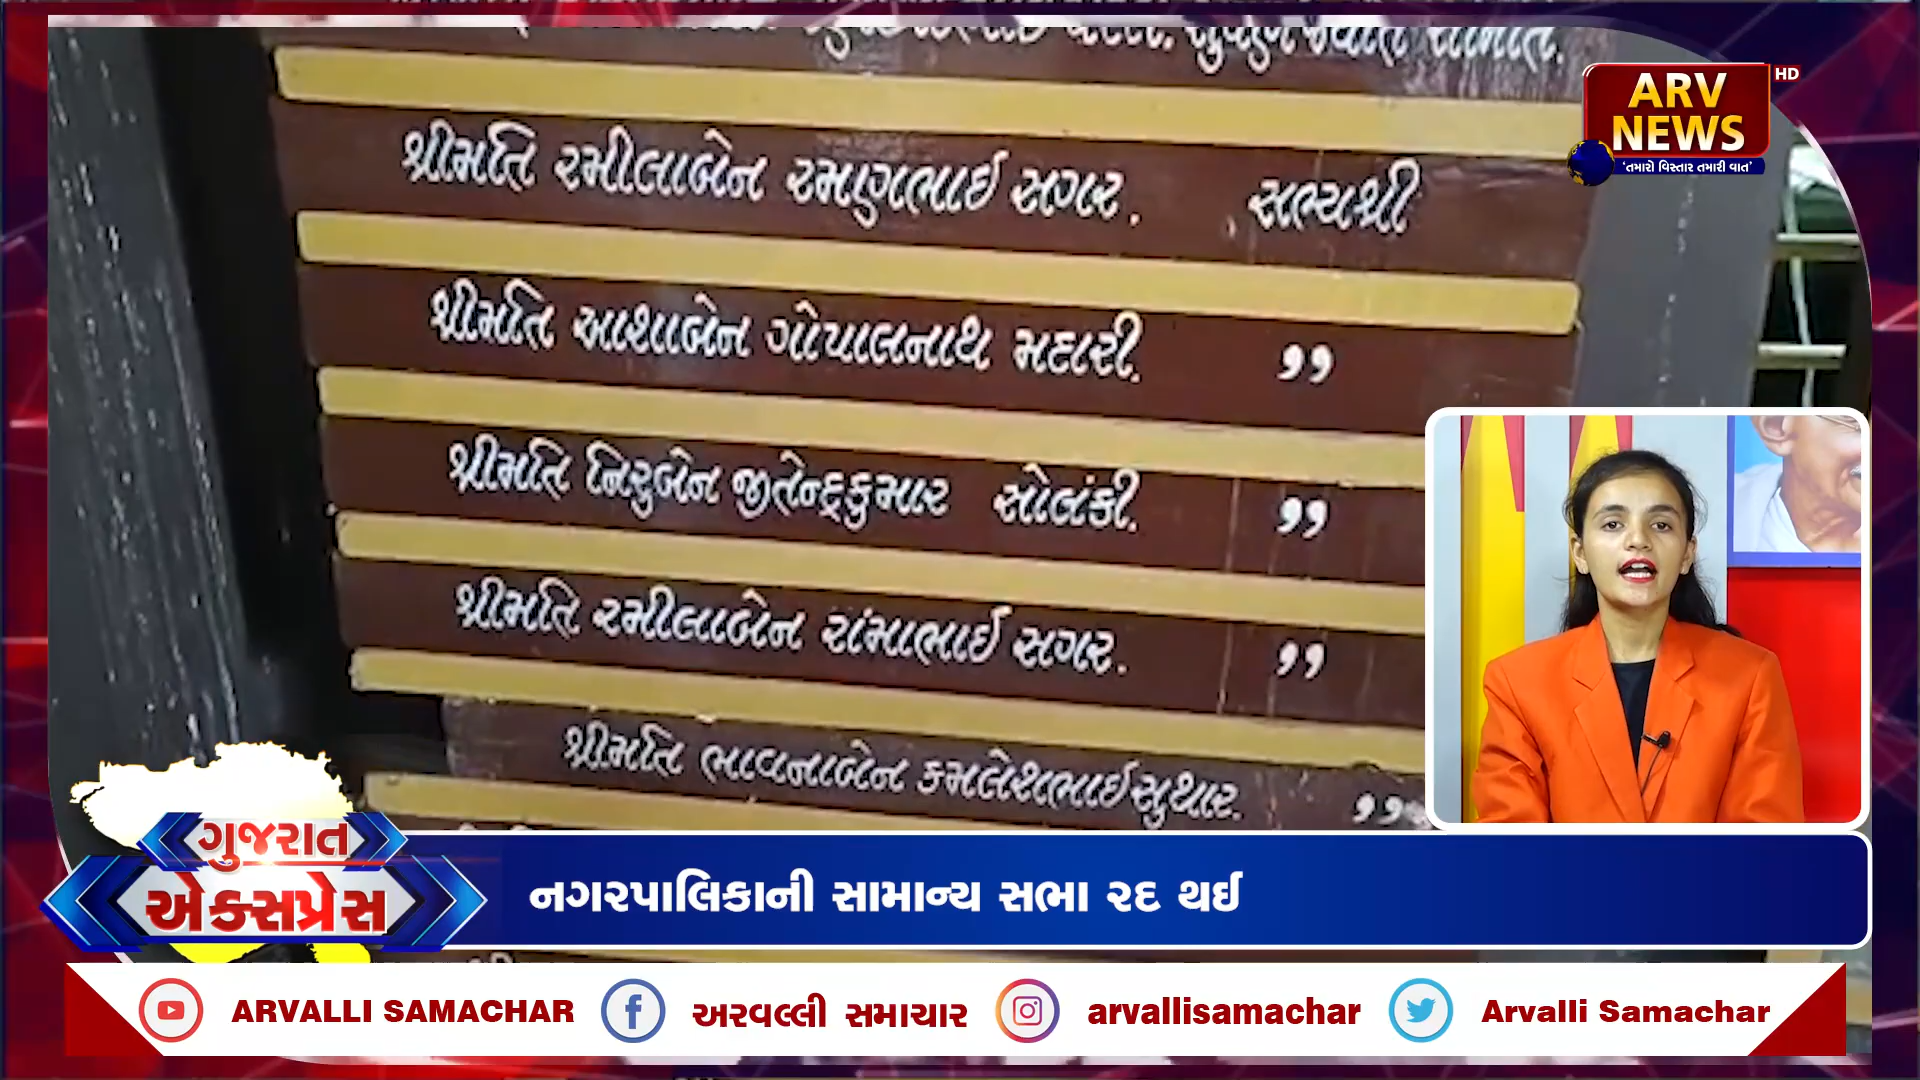 શ્રીમતિ રમીલાબેન રમણભાઈ સગર. સભ્યશ્રી
શ્રીમતિ આશાબેન ગોપાલનાથ મદારી. ,,
શ્રીમતિ નિરુબેન જીતેન્દ્રકુમાર સોલંકી. ,,
શ્રીમતિ રમીલાબેન રાંમાભાઈ સગર. ,,
શ્રીમતિ ભાવનાબેન કમલેશભાઈ સુથાર. ,,
ARV
NEWS
HD
'તમારો વિસ્તાર તમારી વાત'
ગુજરાત
એક્સપ્રેસ
નગરપાલિકાની સામાન્ય સભા રદ થઈ
ARVALLI SAMACHAR અરવલ્લી સમાચાર arvallisamachar Arvalli Samachar